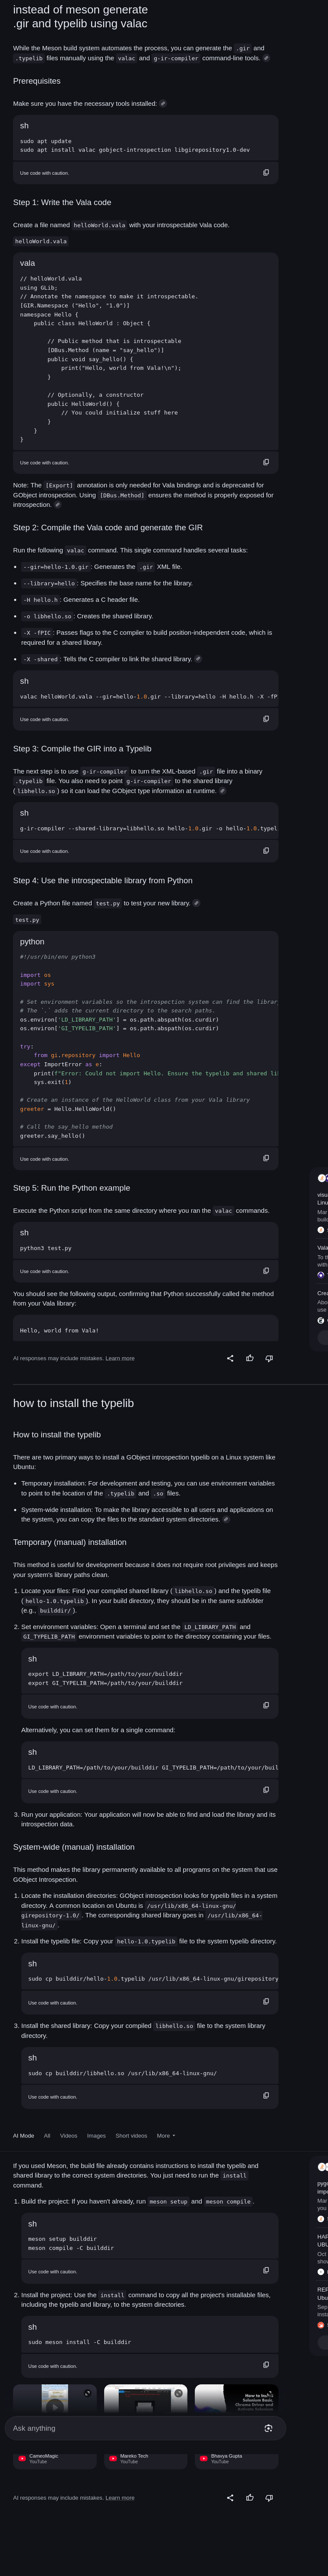 instead of meson generate
.gir and typelib using valac
While the Meson build system automates the process, you can generate the .gir and
.typelib files manually using the valac and g-ir-compiler command-line tools.
Prerequisites
Make sure you have the necessary tools installed:
sh
sudo apt update
sudo apt install valac gobject-introspection libgirepository1.0-dev
Use code with caution.
Step 1: Write the Vala code
Create a file named helloWorld.vala with your introspectable Vala code.
helloWorld.vala
vala
// helloWorld.vala
using GLib;
// Annotate the namespace to make it introspectable.
[GIR.Namespace ("Hello", "1.0")]
namespace Hello {
    public class HelloWorld : Object {
        // Public method that is introspectable
        [DBus.Method (name = "say_hello")]
        public void say_hello() {
            print("Hello, world from Vala!\n");
        }
        // Optionally, a constructor
        public HelloWorld() {
            // You could initialize stuff here
        }
    }
}
Use code with caution.
Note: The [Export] annotation is only needed for Vala bindings and is deprecated for
GObject introspection. Using [DBus.Method] ensures the method is properly exposed for
introspection.
Step 2: Compile the Vala code and generate the GIR
Run the following valac command. This single command handles several tasks:
• --gir=hello-1.0.gir: Generates the .gir XML file.
• --library=hello: Specifies the base name for the library.
• -H hello.h: Generates a C header file.
• -o libhello.so: Creates the shared library.
• -X -fPIC: Passes flags to the C compiler to build position-independent code, which is
required for a shared library.
• -X -shared: Tells the C compiler to link the shared library.
sh
valac helloWorld.vala --gir=hello-1.0.gir --library=hello -H hello.h -X -fP
Use code with caution.
Step 3: Compile the GIR into a Typelib
The next step is to use g-ir-compiler to turn the XML-based .gir file into a binary
.typelib file. You also need to point g-ir-compiler to the shared library
(libhello.so) so it can load the GObject type information at runtime.
sh
g-ir-compiler --shared-library=libhello.so hello-1.0.gir -o hello-1.0.typel
Use code with caution.
Step 4: Use the introspectable library from Python
Create a Python file named test.py to test your new library.
test.py
python
#!/usr/bin/env python3
import os
import sys
# Set environment variables so the introspection system can find the librar
# The `.` adds the current directory to the search paths.
os.environ['LD_LIBRARY_PATH'] = os.path.abspath(os.curdir)
os.environ['GI_TYPELIB_PATH'] = os.path.abspath(os.curdir)
try:
    from gi.repository import Hello
except ImportError as e:
    print(f"Error: Could not import Hello. Ensure the typelib and shared lib
    sys.exit(1)
# Create an instance of the HelloWorld class from your Vala library
greeter = Hello.HelloWorld()
# Call the say_hello method
greeter.say_hello()
Use code with caution.
Step 5: Run the Python example
Execute the Python script from the same directory where you ran the valac commands.
sh
python3 test.py
Use code with caution.
You should see the following output, confirming that Python successfully called the method
from your Vala library:
Hello, world from Vala!
AI responses may include mistakes. Learn more
how to install the typelib
How to install the typelib
There are two primary ways to install a GObject introspection typelib on a Linux system like
Ubuntu:
• Temporary installation: For development and testing, you can use environment variables
to point to the location of the .typelib and .so files.
• System-wide installation: To make the library accessible to all users and applications on
the system, you can copy the files to the standard system directories.
Temporary (manual) installation
This method is useful for development because it does not require root privileges and keeps
your system's library paths clean.
1. Locate your files: Find your compiled shared library (libhello.so) and the typelib file
(hello-1.0.typelib). In your build directory, they should be in the same subfolder
(e.g., builddir/).
2. Set environment variables: Open a terminal and set the LD_LIBRARY_PATH and
GI_TYPELIB_PATH environment variables to point to the directory containing your files.
sh
export LD_LIBRARY_PATH=/path/to/your/builddir
export GI_TYPELIB_PATH=/path/to/your/builddir
Use code with caution.
Alternatively, you can set them for a single command:
sh
LD_LIBRARY_PATH=/path/to/your/builddir GI_TYPELIB_PATH=/path/to/your/buil
Use code with caution.
3. Run your application: Your application will now be able to find and load the library and its
introspection data.
System-wide (manual) installation
This method makes the library permanently available to all programs on the system that use
GObject Introspection.
1. Locate the installation directories: GObject introspection looks for typelib files in a system
directory. A common location on Ubuntu is /usr/lib/x86_64-linux-gnu/
girepository-1.0/. The corresponding shared library goes in /usr/lib/x86_64-
linux-gnu/.
2. Install the typelib file: Copy your hello-1.0.typelib file to the system typelib directory.
sh
sudo cp builddir/hello-1.0.typelib /usr/lib/x86_64-linux-gnu/girepository
Use code with caution.
3. Install the shared library: Copy your compiled libhello.so file to the system library
directory.
sh
sudo cp builddir/libhello.so /usr/lib/x86_64-linux-gnu/
Use code with caution.
AI Mode All Videos Images Short videos More
If you used Meson, the build file already contains instructions to install the typelib and
shared library to the correct system directories. You just need to run the install
command.
1. Build the project: If you haven't already, run meson setup and meson compile.
sh
meson setup builddir
meson compile -C builddir
Use code with caution.
2. Install the project: Use the install command to copy all the project's installable files,
including the typelib and library, to the system directories.
sh
sudo meson install -C builddir
Use code with caution.
Ask anything
CameoMagic
YouTube
Mareko Tech
YouTube
Bhavya Gupta
YouTube
AI responses may include mistakes. Learn more